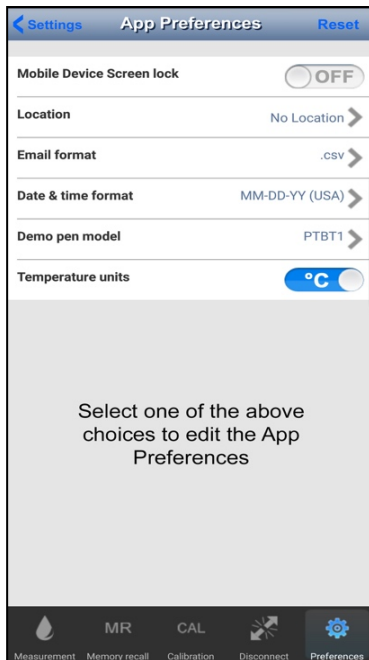 Settings App Preferences Reset
Mobile Device Screen lock OFF
Location No Location
Email format .csv
Date & time format MM-DD-YY (USA)
Demo pen model PTBT1
Temperature units °C
Select one of the above
choices to edit the App
Preferences
MR CAL
Measurement Memory recall Calibration Disconnect Preferences